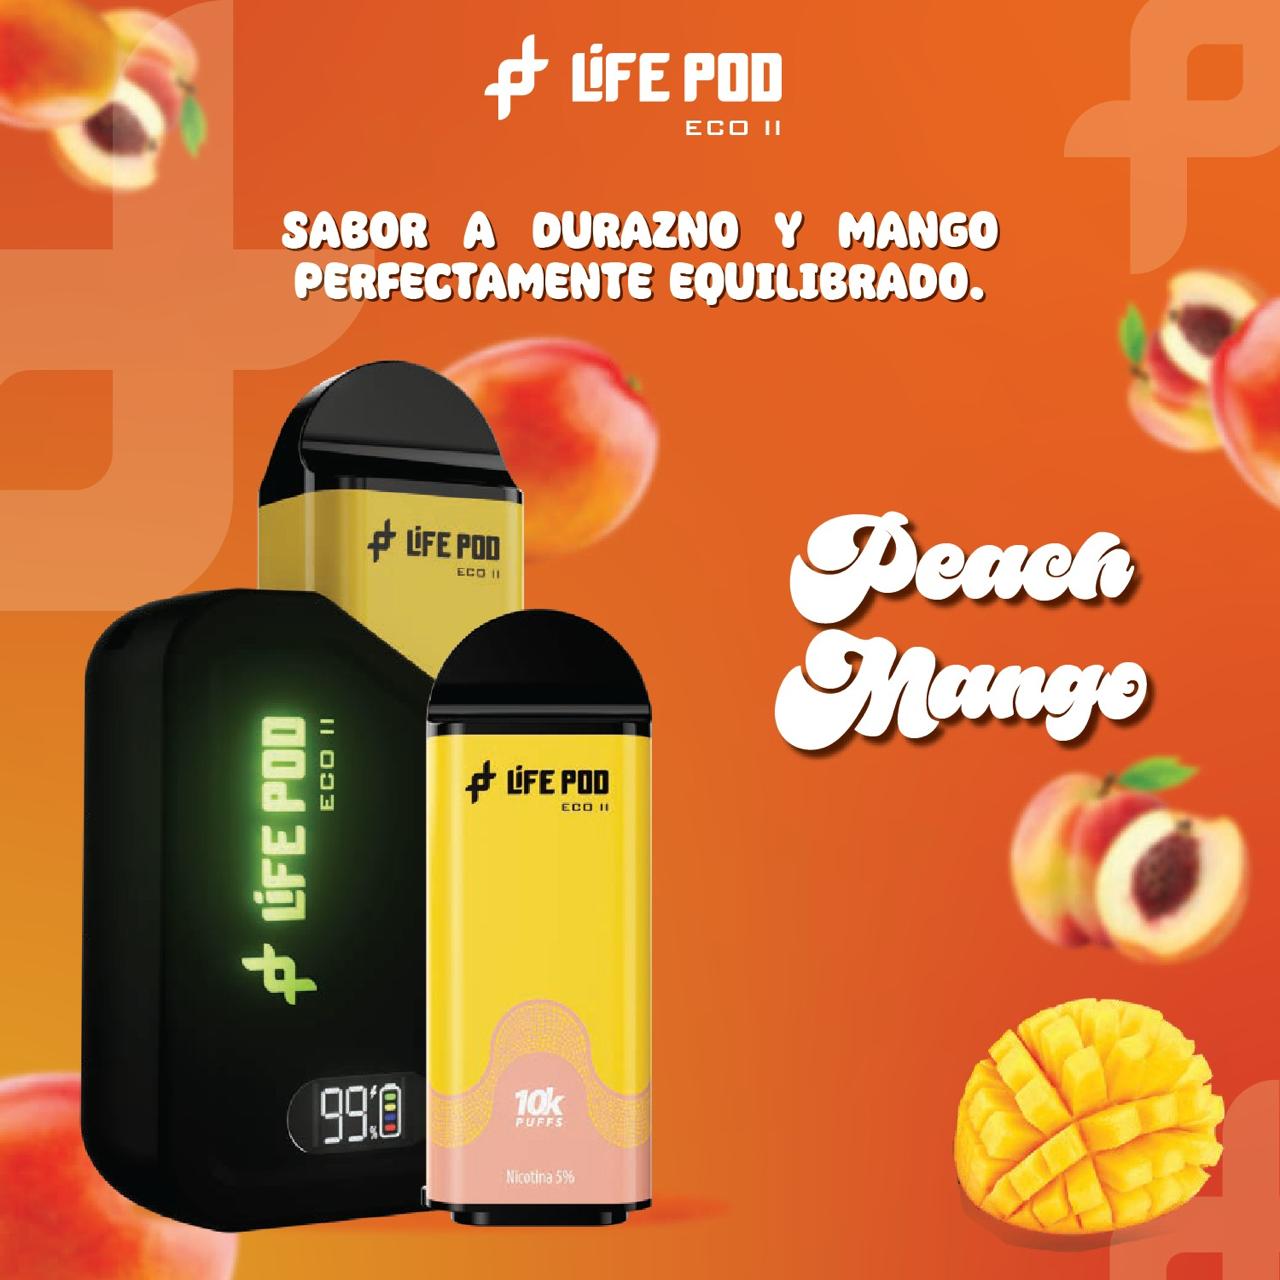 LiFE POD
ECO II
SABOR A DURAZNO Y MANGO
PERFECTAMENTE EQUILIBRADO.
LiFE POD
ECO II
Peach
Mango
LiFE POD
ECO II
LiFE POD
ECO II
99%
10k
PUFFS
Nicotina 5%